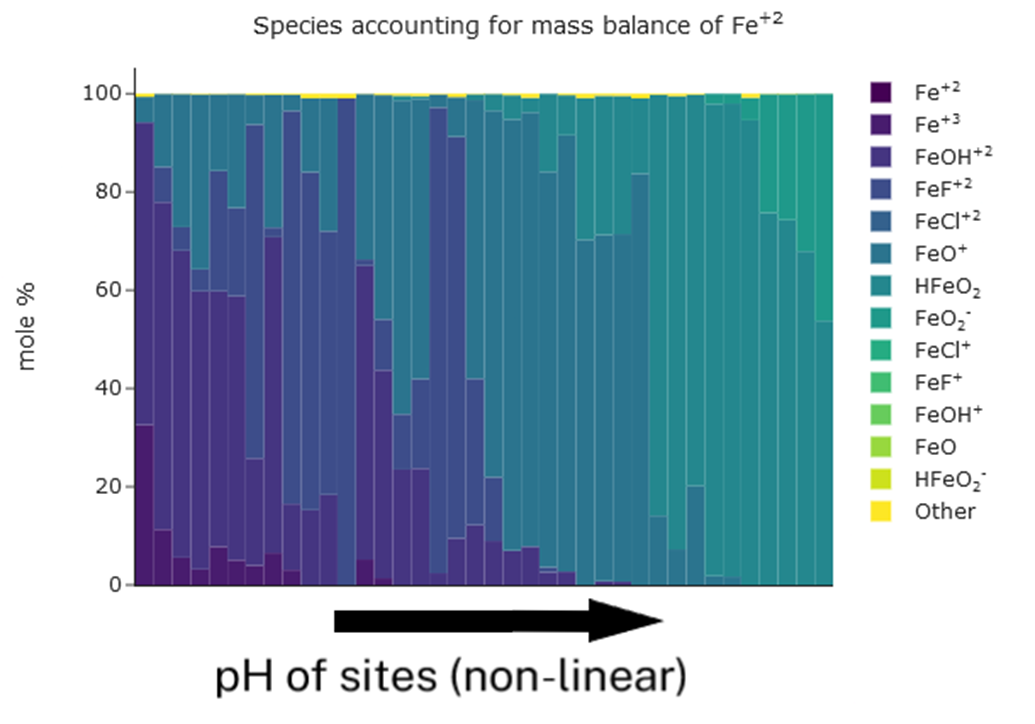 Species accounting for mass balance of Fe⁺²
mole %
100
80
60
40
20
0
Fe⁺²
Fe⁺³
FeOH⁺²
FeF⁺²
FeCl⁺²
FeO⁺
HFeO₂
FeO₂⁻
FeCl⁺
FeF⁺
FeOH⁺
FeO
HFeO₂⁻
Other
pH of sites (non-linear)